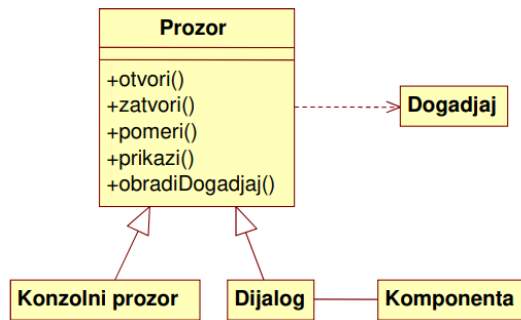 Prozor
+otvori()
+zatvori()
+pomeri()
+prikazi()
+obradiDogadjaj()
Dogadjaj
Konzolni prozor
Dijalog
Komponenta